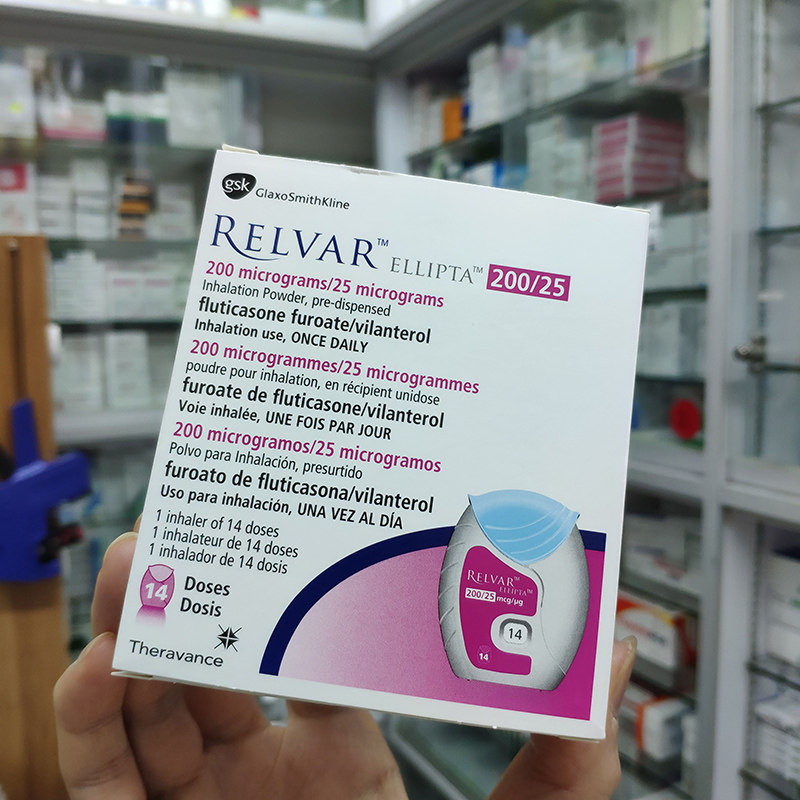 gsk GlaxoSmithKline
RELVAR™ ELLIPTA™ 200/25
200 micrograms/25 micrograms
Inhalation Powder, pre-dispensed
fluticasone furoate/vilanterol
Inhalation use, ONCE DAILY
200 microgrammes/25 microgrammes
poudre pour inhalation, en récipient unidose
furoate de fluticasone/vilanterol
Voie inhalée, UNE FOIS PAR JOUR
200 microgramos/25 microgramos
Polvo para Inhalación, presurtido
furoato de fluticasona/vilanterol
Uso para inhalación, UNA VEZ AL DÍA
1 inhaler of 14 doses
1 inhalateur de 14 doses
1 inhalador de 14 dosis
14 Doses
Dosis
Theravance
RELVAR™
ELLIPTA™
200/25 mcg/µg
14
14